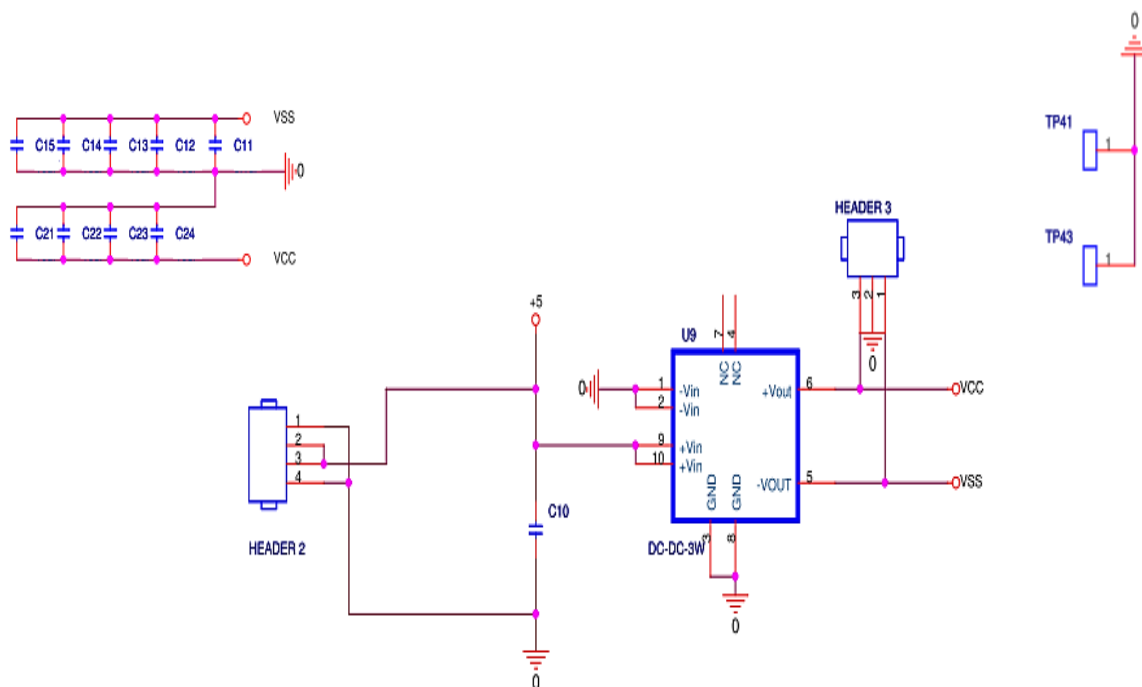 0
VSS
C15 C14 C13 C12 C11
0
C21 C22 C23 C24
VCC
TP41
1
TP43
1
HEADER 3
3 2 1
0
+5
U9
7 4
NC NC
0
1 -Vin
2 -Vin
9 +Vin
10 +Vin
+Vout 6
VCC
-VOUT 5
VSS
GND GND
3 8
DC-DC-3W
0
1
2
3
4
HEADER 2
C10
0